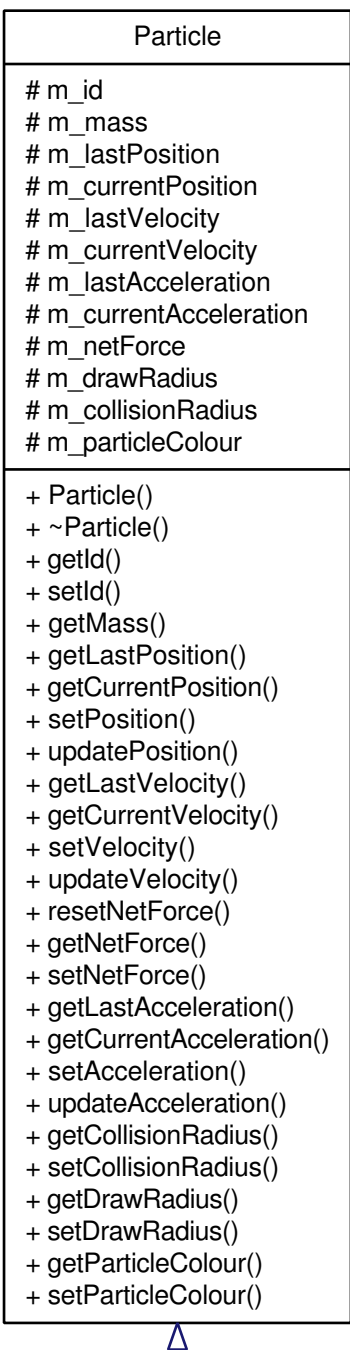 Particle
# m_id
# m_mass
# m_lastPosition
# m_currentPosition
# m_lastVelocity
# m_currentVelocity
# m_lastAcceleration
# m_currentAcceleration
# m_netForce
# m_drawRadius
# m_collisionRadius
# m_particleColour
+ Particle()
+ ~Particle()
+ getId()
+ setId()
+ getMass()
+ getLastPosition()
+ getCurrentPosition()
+ setPosition()
+ updatePosition()
+ getLastVelocity()
+ getCurrentVelocity()
+ setVelocity()
+ updateVelocity()
+ resetNetForce()
+ getNetForce()
+ setNetForce()
+ getLastAcceleration()
+ getCurrentAcceleration()
+ setAcceleration()
+ updateAcceleration()
+ getCollisionRadius()
+ setCollisionRadius()
+ getDrawRadius()
+ setDrawRadius()
+ getParticleColour()
+ setParticleColour()